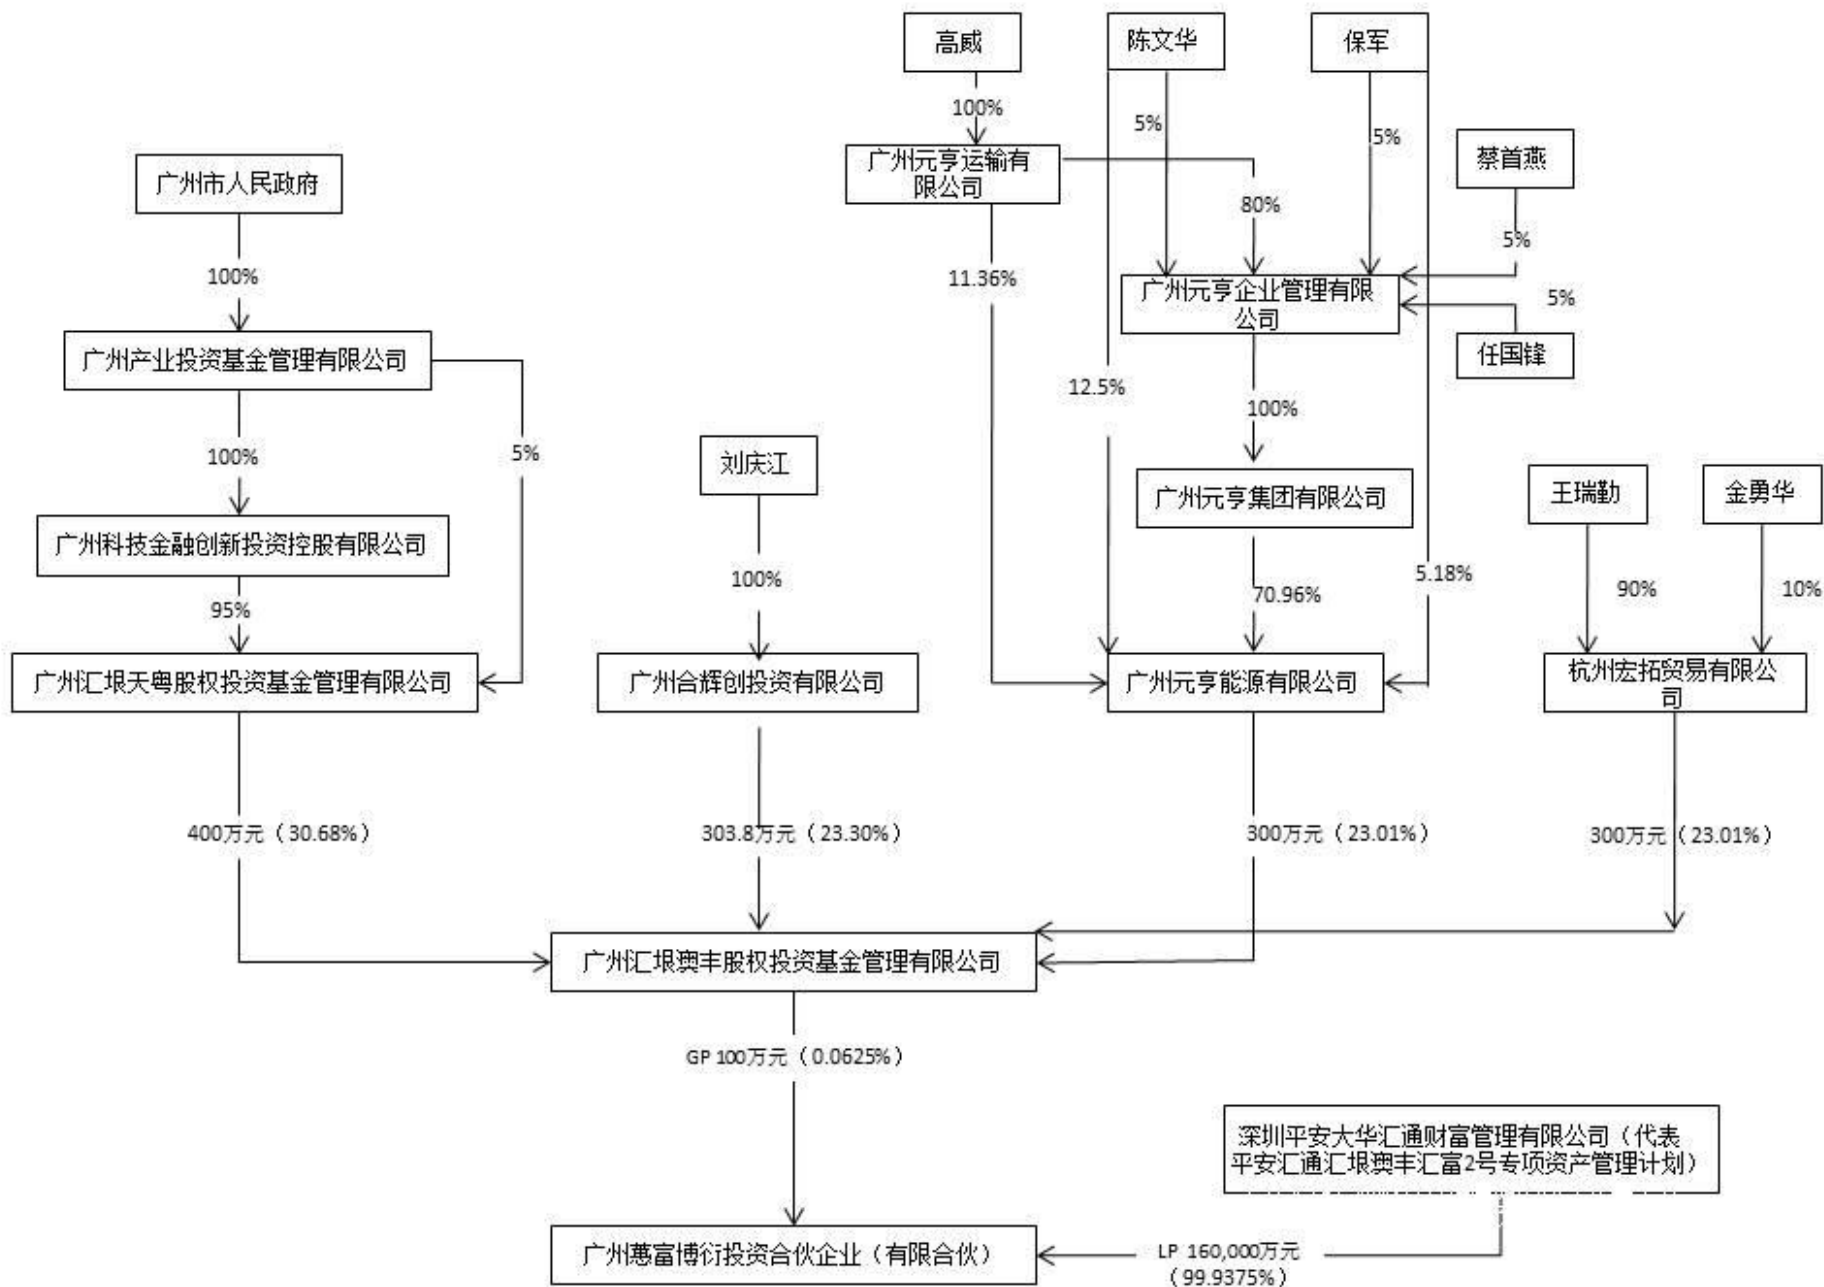 高威
陈文华
保军
100%
5%
5%
蔡首燕
广州元亨运输有
限公司
广州市人民政府
80%
5%
100%
11.36%
广州元亨企业管理有限
公司
5%
任国锋
广州产业投资基金管理有限公司
12.5%
100%
100%
5%
刘庆江
广州元亨集团有限公司
王瑞勤
金勇华
广州科技金融创新投资控股有限公司
100%
5.18%
95%
70.96%
90%
10%
广州汇垠天粤股权投资基金管理有限公司
广州合辉创投资有限公司
广州元亨能源有限公司
杭州宏拓贸易有限公
司
400万元（30.68%）
303.8万元（23.30%）
300万元（23.01%）
300万元（23.01%）
广州汇垠澳丰股权投资基金管理有限公司
GP 100万元（0.0625%）
深圳平安大华汇通财富管理有限公司（代表
平安汇通汇垠澳丰汇富2号专项资产管理计划）
广州蕙富博衍投资合伙企业（有限合伙）
LP 160,000万元
（99.9375%）